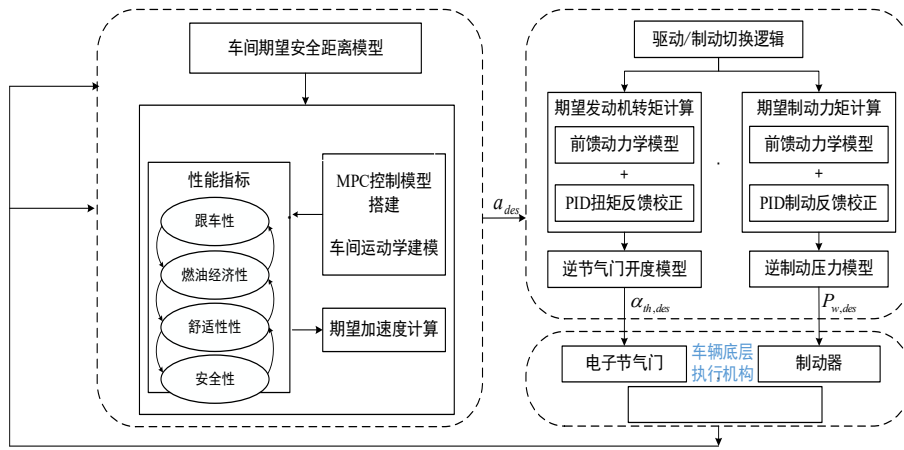 车间期望安全距离模型
性能指标
跟车性
燃油经济性
舒适性性
安全性
MPC控制模型
搭建
车间运动学建模
期望加速度计算
a_des
驱动/制动切换逻辑
期望发动机转矩计算
前馈动力学模型
+
PID扭矩反馈校正
逆节气门开度模型
α_th,des
期望制动力矩计算
前馈动力学模型
+
PID制动反馈校正
逆制动压力模型
P_w,des
电子节气门
车辆底层
执行机构
制动器